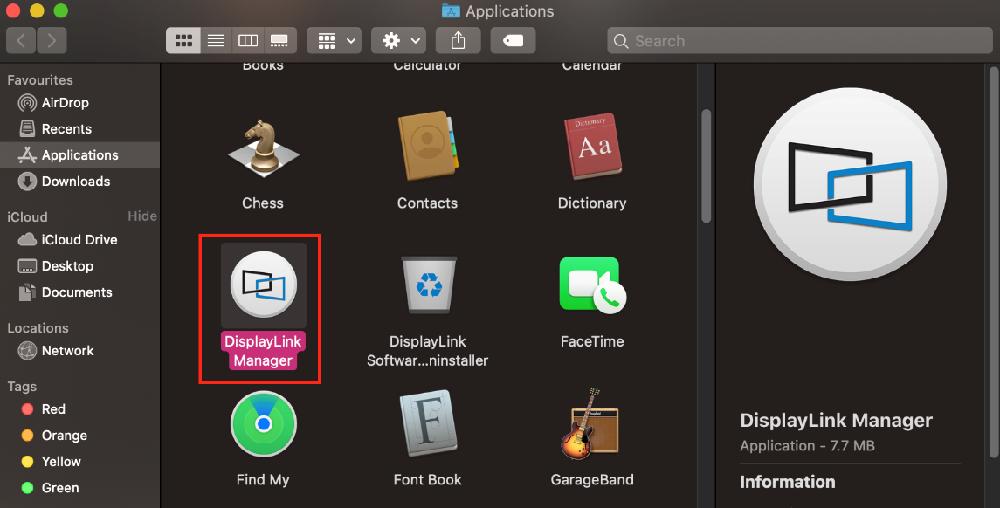 Applications
Search
Favourites
AirDrop
Recents
Applications
Downloads
iCloud
Hide
iCloud Drive
Desktop
Documents
Locations
Network
Tags
Red
Orange
Yellow
Green
Books
Calculator
Calendar
Chess
Contacts
Dictionary
Aa
Dictionary
DisplayLink
Manager
DisplayLink
Softwar...ninstaller
FaceTime
Find My
F
Font Book
GarageBand
DisplayLink Manager
Application - 7.7 MB
Information